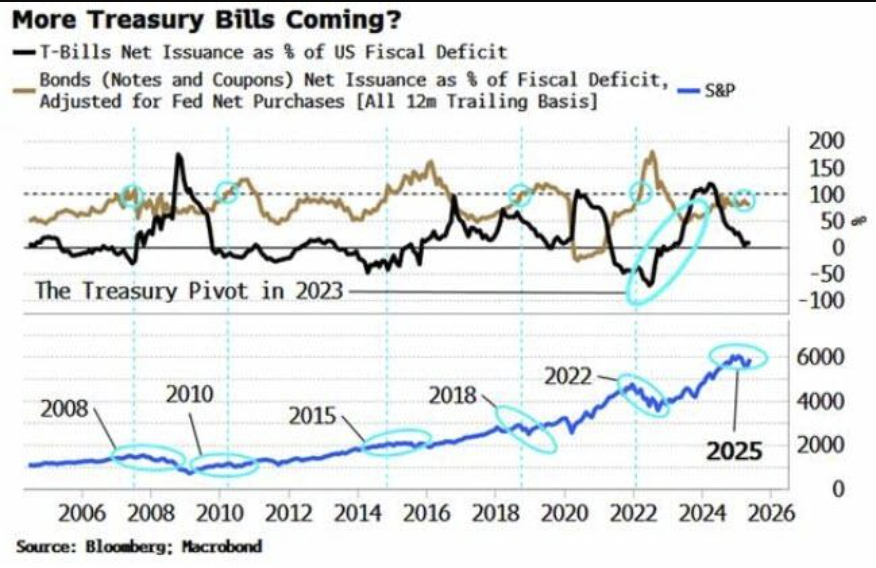 More Treasury Bills Coming?
T-Bills Net Issuance as % of US Fiscal Deficit
Bonds (Notes and Coupons) Net Issuance as % of Fiscal Deficit,
Adjusted for Fed Net Purchases [All 12m Trailing Basis]
S&P
200
150
100
50
%
0
-50
-100
The Treasury Pivot in 2023
6000
4000
2000
0
2008
2010
2015
2018
2022
2025
2006 2008 2010 2012 2014 2016 2018 2020 2022 2024 2026
Source: Bloomberg; Macrobond